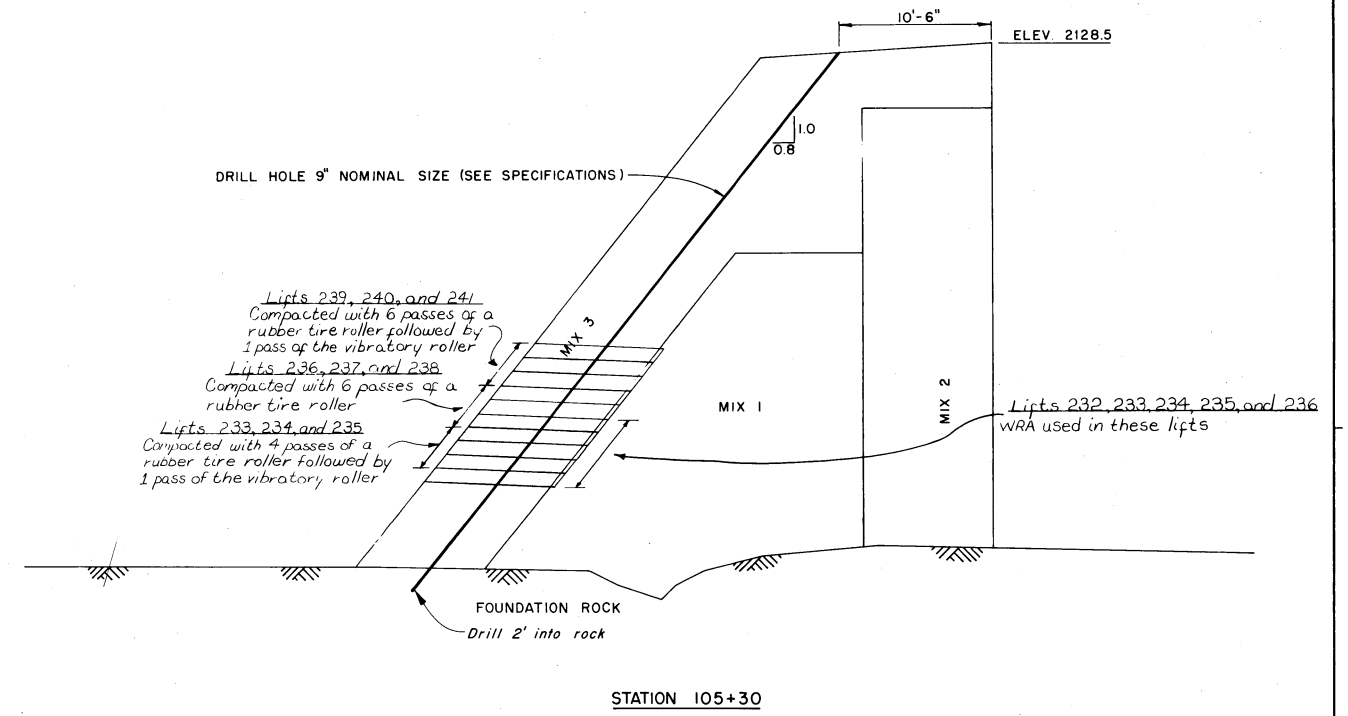 10'-6"
ELEV. 2128.5
1.0
0.8
DRILL HOLE 9" NOMINAL SIZE (SEE SPECIFICATIONS)
Lifts 239, 240, and 241
Compacted with 6 passes of a
rubber tire roller followed by
1 pass of the vibratory roller
MIX 3
Lifts 236, 237, and 238
Compacted with 6 passes of a
rubber tire roller
Lifts 233, 234, and 235
Compacted with 4 passes of a
rubber tire roller followed by
1 pass of the vibratory roller
MIX 1
MIX 2
Lifts 232, 233, 234, 235, and 236
WRA used in these lifts
FOUNDATION ROCK
Drill 2' into rock
STATION 105+30